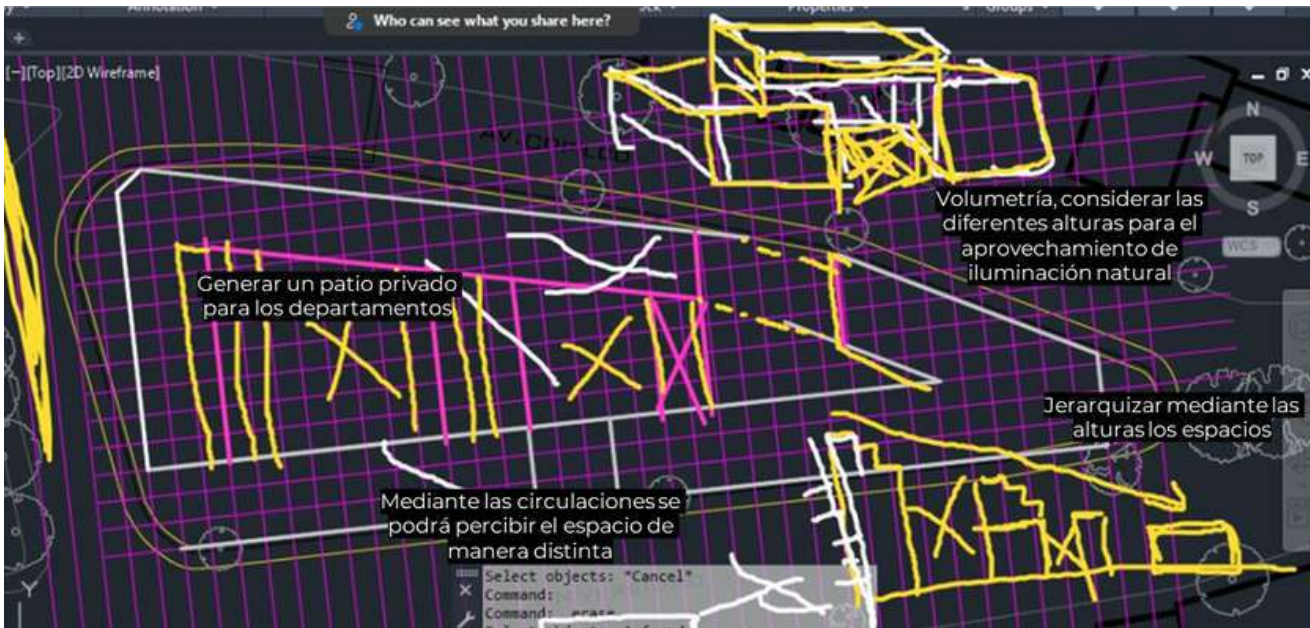 Annotation
Properties
Groups
Who can see what you share here?
[−][Top][2D Wireframe]
N
W
TOP
E
S
WCS
Volumetría, considerar las
diferentes alturas para el
aprovechamiento de
iluminación natural
Generar un patio privado
para los departamentos
Jerarquizar mediante las
alturas los espacios
Mediante las circulaciones se
podrá percibir el espacio de
manera distinta
Select objects: *Cancel*
Command:
Command: _erase
Y